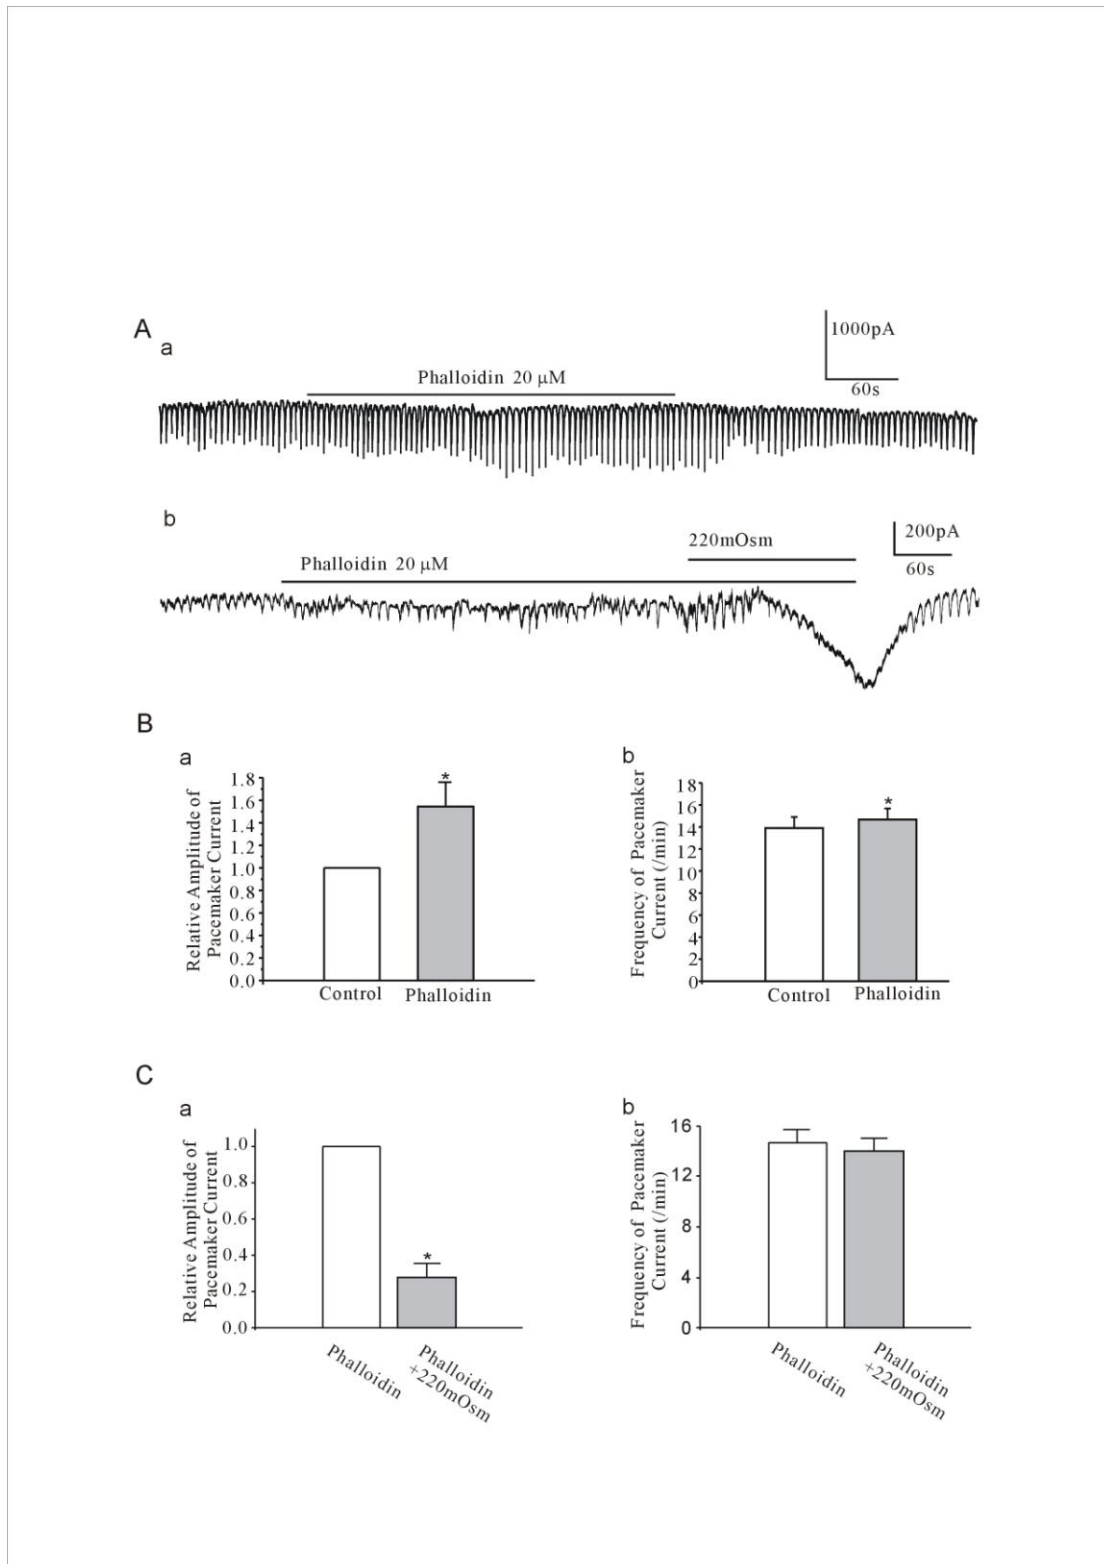 A
a
1000pA
60s
Phalloidin 20 μM
b
200pA
60s
220mOsm
Phalloidin 20 μM
B
a
Relative Amplitude of
Pacemaker Current
1.8
1.6
1.4
1.2
1.0
0.8
0.6
0.4
0.2
0.0
*
Control
Phalloidin
b
Frequency of Pacemaker
Current (/min)
18
16
14
12
10
8
6
4
2
0
*
Control
Phalloidin
C
a
Relative Amplitude of
Pacemaker Current
1.0
0.8
0.6
0.4
0.2
0.0
*
Phalloidin
Phalloidin
+220mOsm
b
Frequency of Pacemaker
Current (/min)
16
12
8
4
0
Phalloidin
Phalloidin
+220mOsm